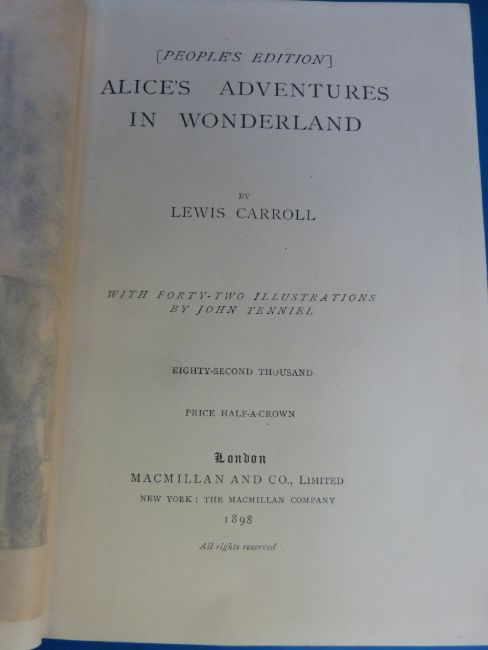 [PEOPLE'S EDITION]
ALICE'S ADVENTURES
IN WONDERLAND
BY
LEWIS CARROLL
WITH FORTY-TWO ILLUSTRATIONS
BY JOHN TENNIEL
EIGHTY-SECOND THOUSAND
PRICE HALF-A-CROWN
London
MACMILLAN AND CO., LIMITED
NEW YORK: THE MACMILLAN COMPANY
1898
All rights reserved